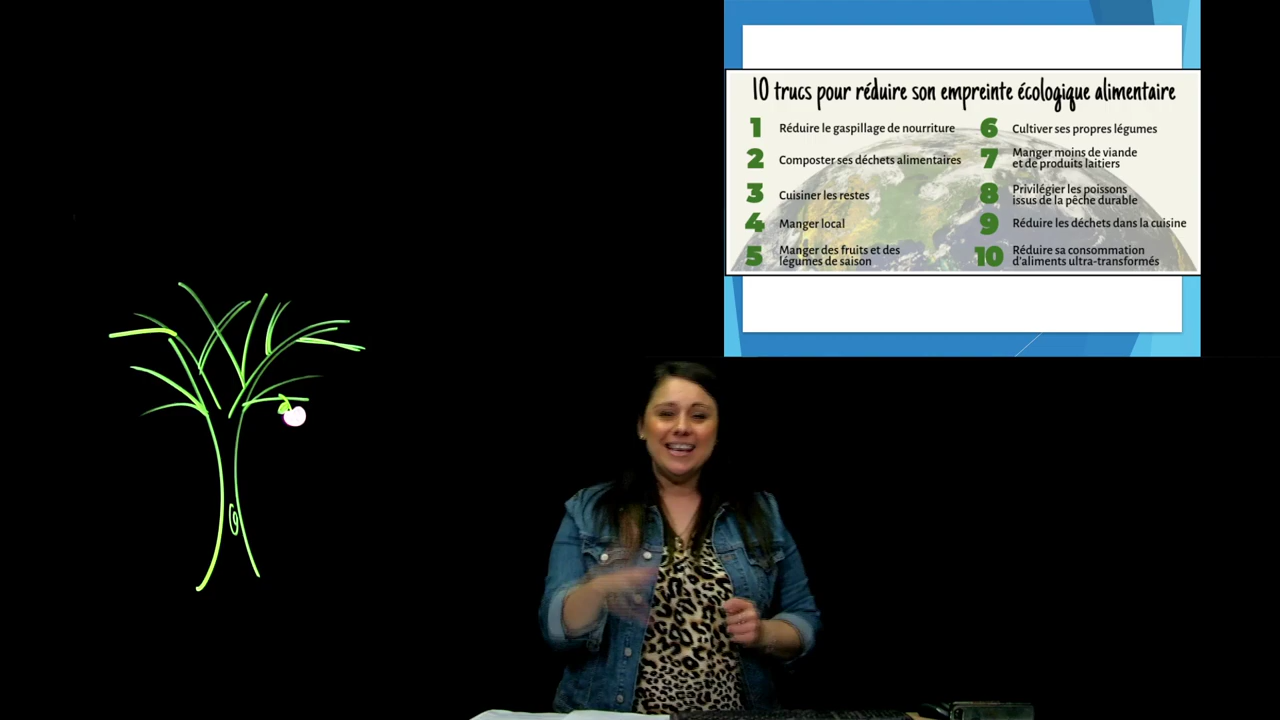 10 trucs pour réduire son empreinte écologique alimentaire
1 Réduire le gaspillage de nourriture
2 Composter ses déchets alimentaires
3 Cuisiner les restes
4 Manger local
5 Manger des fruits et des
légumes de saison
6 Cultiver ses propres légumes
7 Manger moins de viande
et de produits laitiers
8 Privilégier les poissons
issus de la pêche durable
9 Réduire les déchets dans la cuisine
10 Réduire sa consommation
d'aliments ultra-transformés